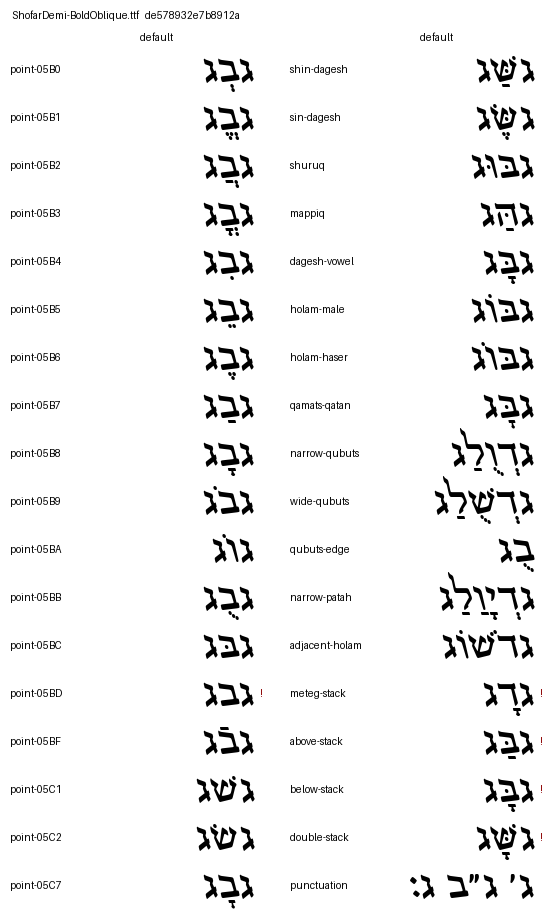 ShofarDemi-BoldOblique.ttf de578932e7b8912a
default default
point-05B0 גבְג shin-dagesh גשַּׁג
point-05B1 גבֱג sin-dagesh גשֶּׂג
point-05B2 גבֲג shuruq גבּוּג
point-05B3 גבֳג mappiq גהַּג
point-05B4 גבִג dagesh-vowel גבָּג
point-05B5 גבֵג holam-male גבּוֹג
point-05B6 גבֶג holam-haser גבּוֺג
point-05B7 גבַג qamats-qatan גבׇּג
point-05B8 גבָג narrow-qubuts גדְוֻלַג
point-05B9 גבֹג wide-qubuts גדְשֻׁלַג
point-05BA גוֺג qubuts-edge בֻג
point-05BB גבֻג narrow-patah גדְיָוַלַג
point-05BC גבּג adjacent-holam גדשׁוֹג
point-05BD גבג ! meteg-stack גדָג !
point-05BF גבֿג above-stack גבַּג !
point-05C1 גשׁג below-stack גבָּג !
point-05C2 גשׂג double-stack גשָּׁג !
point-05C7 גבׇג punctuation ג׳ ג״ב ג׃